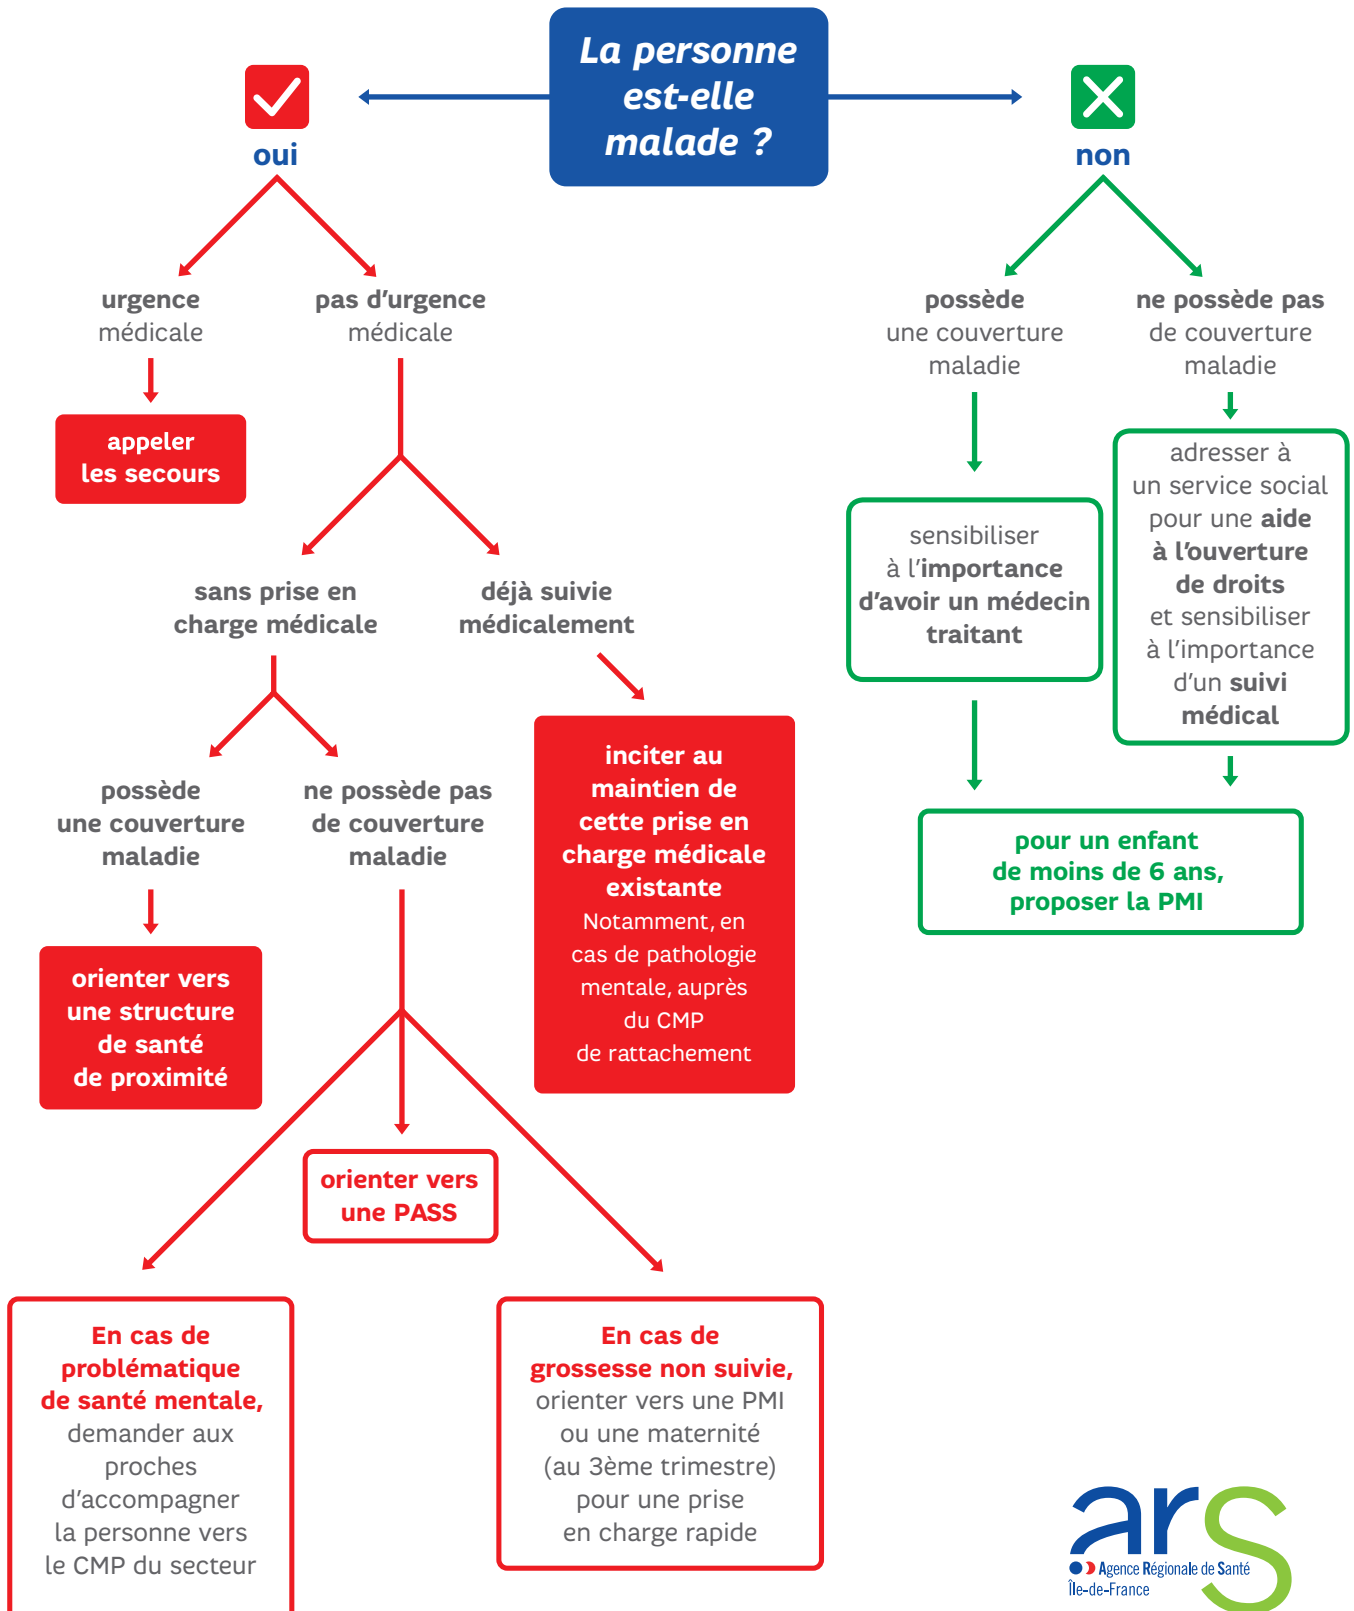 La personne
est-elle
malade ?
oui
non
urgence
médicale
pas d'urgence
médicale
possède
une couverture
maladie
ne possède pas
de couverture
maladie
appeler
les secours
adresser à
un service social
pour une aide
à l'ouverture
de droits
et sensibiliser
à l'importance
d'un suivi
médical
sensibiliser
à l'importance
d'avoir un médecin
traitant
sans prise en
charge médicale
déjà suivie
médicalement
inciter au
maintien de
cette prise en
charge médicale
existante
Notamment, en
cas de pathologie
mentale, auprès
du CMP
de rattachement
possède
une couverture
maladie
ne possède pas
de couverture
maladie
pour un enfant
de moins de 6 ans,
proposer la PMI
orienter vers
une structure
de santé
de proximité
orienter vers
une PASS
En cas de
problématique
de santé mentale,
demander aux
proches
d'accompagner
la personne vers
le CMP du secteur
En cas de
grossesse non suivie,
orienter vers une PMI
ou une maternité
(au 3ème trimestre)
pour une prise
en charge rapide
ars
Agence Régionale de Santé
Île-de-France